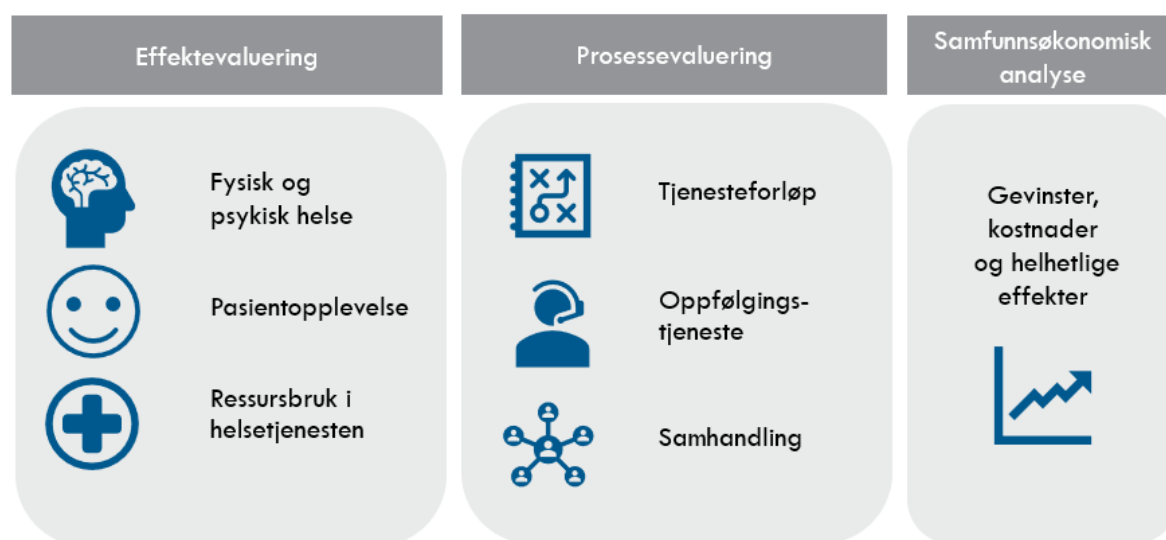 Effektevaluering
Fysisk og
psykisk helse
Pasientopplevelse
Ressursbruk i
helsetjenesten
Prosessevaluering
Tjenesteforløp
Oppfølgings-
tjeneste
Samhandling
Samfunnsøkonomisk
analyse
Gevinster,
kostnader
og helhetlige
effekter